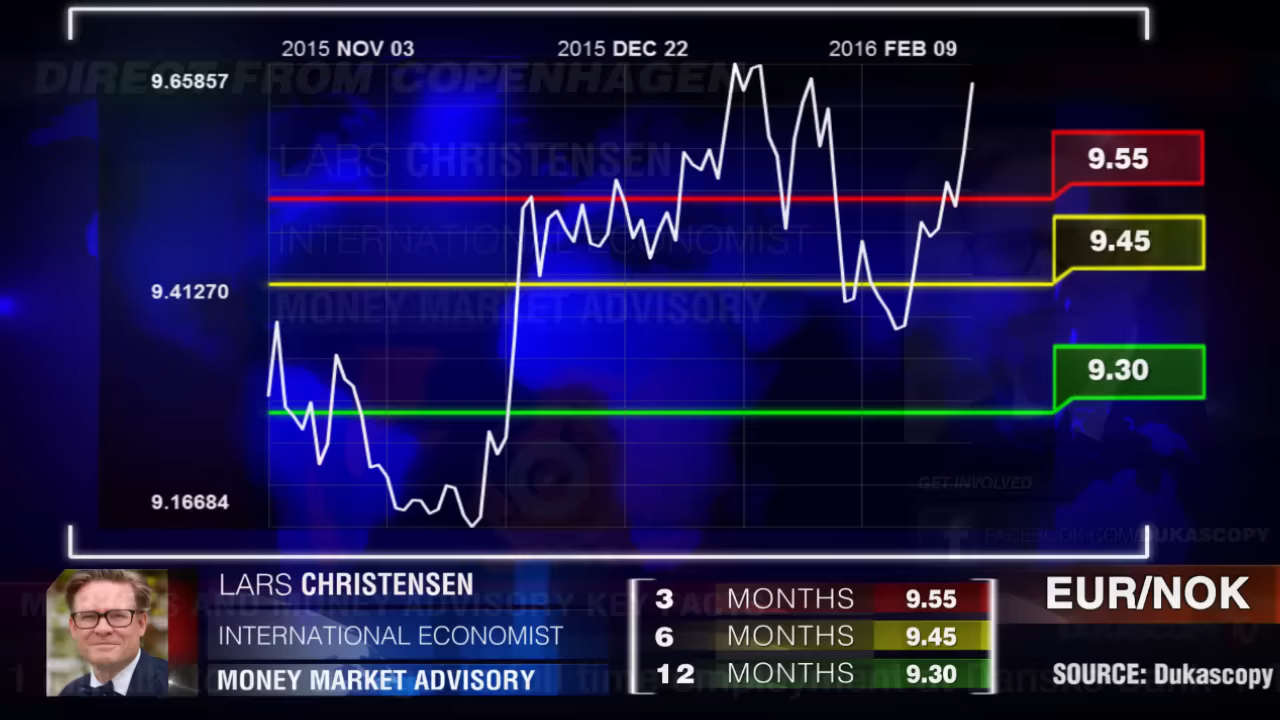 2015 NOV 03
2015 DEC 22
2016 FEB 09
9.65857
DIRECT FROM COPENHAGEN
LARS CHRISTENSEN
9.55
INTERNATIONAL ECONOMIST
9.45
9.41270
MONEY MARKET ADVISORY
9.30
GET INVOLVED
9.16684
FACEBOOK.COM/DUKASCOPY
LARS CHRISTENSEN
INTERNATIONAL ECONOMIST
MONEY MARKET ADVISORY
3 MONTHS 9.55
6 MONTHS 9.45
12 MONTHS 9.30
EUR/NOK
SOURCE: Dukascopy